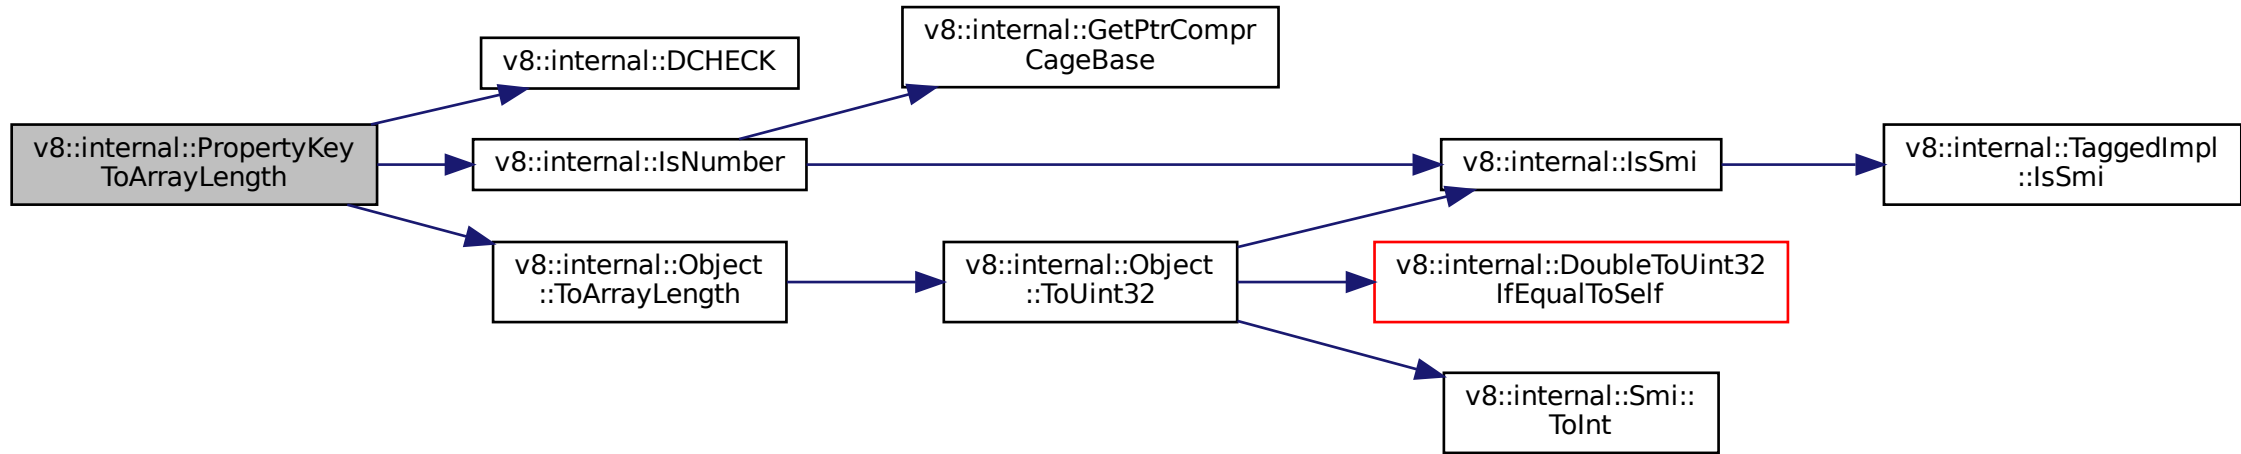 v8::internal::PropertyKey
ToArrayLength
v8::internal::DCHECK
v8::internal::IsNumber
v8::internal::Object
::ToArrayLength
v8::internal::GetPtrCompr
CageBase
v8::internal::Object
::ToUint32
v8::internal::IsSmi
v8::internal::DoubleToUint32
IfEqualToSelf
v8::internal::Smi::
ToInt
v8::internal::TaggedImpl
::IsSmi